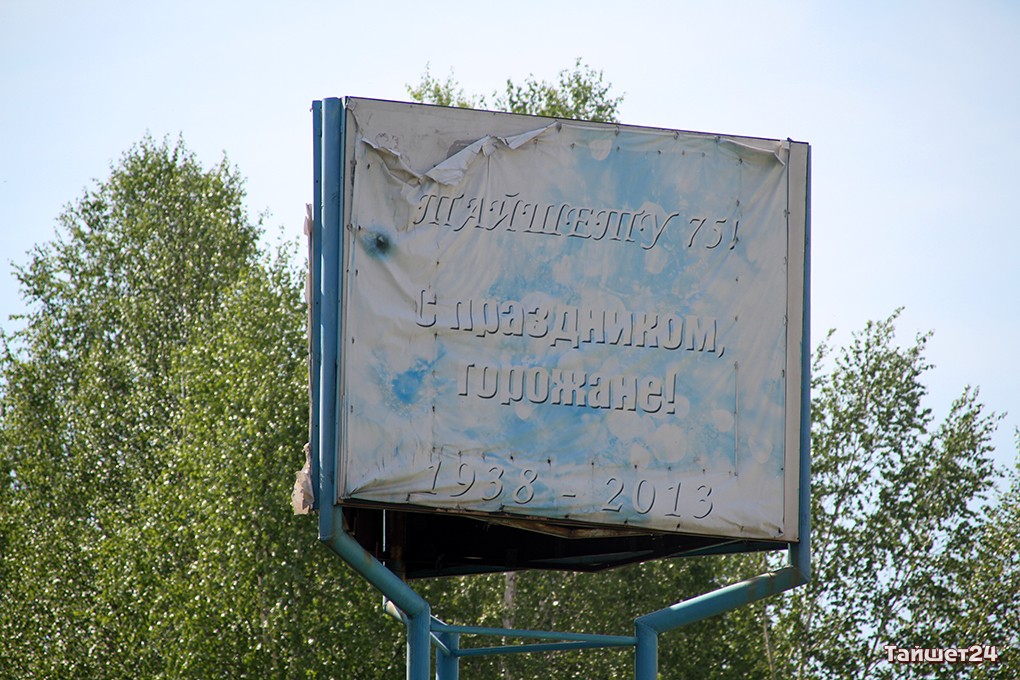 ТАЙШЕТУ 75!
С праздником,
горожане!
1938 - 2013
Тайшет24